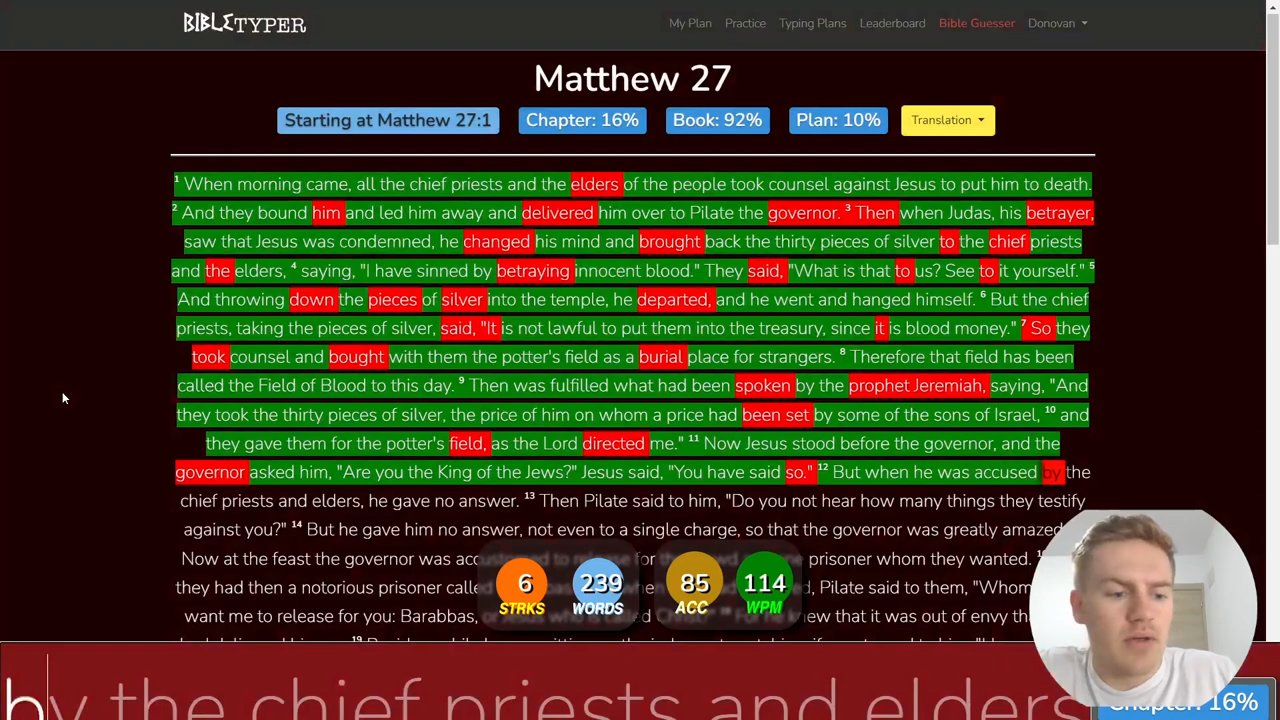 BIBLETYPER
My Plan Practice Typing Plans Leaderboard Bible Guesser Donovan
Matthew 27
Starting at Matthew 27:1 Chapter: 16% Book: 92% Plan: 10% Translation
1 When morning came, all the chief priests and the elders of the people took counsel against Jesus to put him to death.
2 And they bound him and led him away and delivered him over to Pilate the governor. 3 Then when Judas, his betrayer,
saw that Jesus was condemned, he changed his mind and brought back the thirty pieces of silver to the chief priests
and the elders, 4 saying, "I have sinned by betraying innocent blood." They said, "What is that to us? See to it yourself." 5
And throwing down the pieces of silver into the temple, he departed, and he went and hanged himself. 6 But the chief
priests, taking the pieces of silver, said, "It is not lawful to put them into the treasury, since it is blood money." 7 So they
took counsel and bought with them the potter's field as a burial place for strangers. 8 Therefore that field has been
called the Field of Blood to this day. 9 Then was fulfilled what had been spoken by the prophet Jeremiah, saying, "And
they took the thirty pieces of silver, the price of him on whom a price had been set by some of the sons of Israel, 10 and
they gave them for the potter's field, as the Lord directed me." 11 Now Jesus stood before the governor, and the
governor asked him, "Are you the King of the Jews?" Jesus said, "You have said so." 12 But when he was accused by the
chief priests and elders, he gave no answer. 13 Then Pilate said to him, "Do you not hear how many things they testify
against you?" 14 But he gave him no answer, not even to a single charge, so that the governor was greatly amazed.
Now at the feast the governor was accustomed to release for the crowd prisoner whom they wanted.
they had then a notorious prisoner called Pilate said to them, "Whom
want me to release for you: Barabbas, or knew that it was out of envy
6 239 85 114
STRKS WORDS ACC WPM
19
by the chief priests and elders
Chapter: 16%